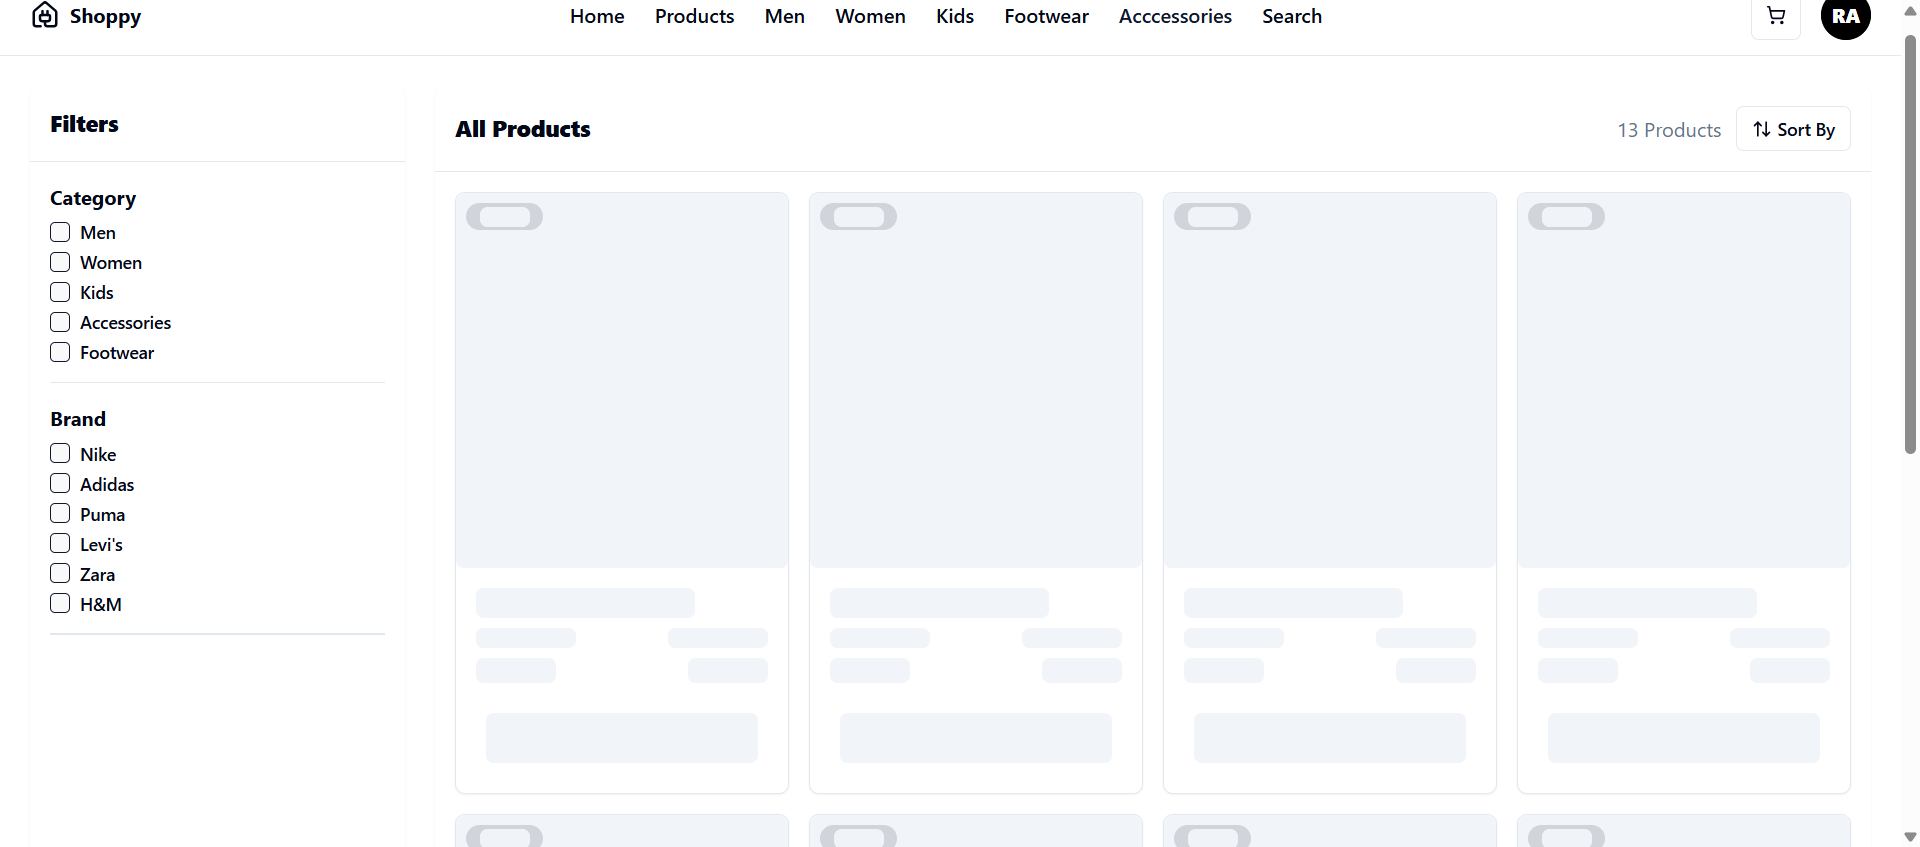 Shoppy
Home Products Men Women Kids Footwear Acccessories Search
RA
Filters
Category
Men
Women
Kids
Accessories
Footwear
Brand
Nike
Adidas
Puma
Levi's
Zara
H&M
All Products
13 Products
Sort By